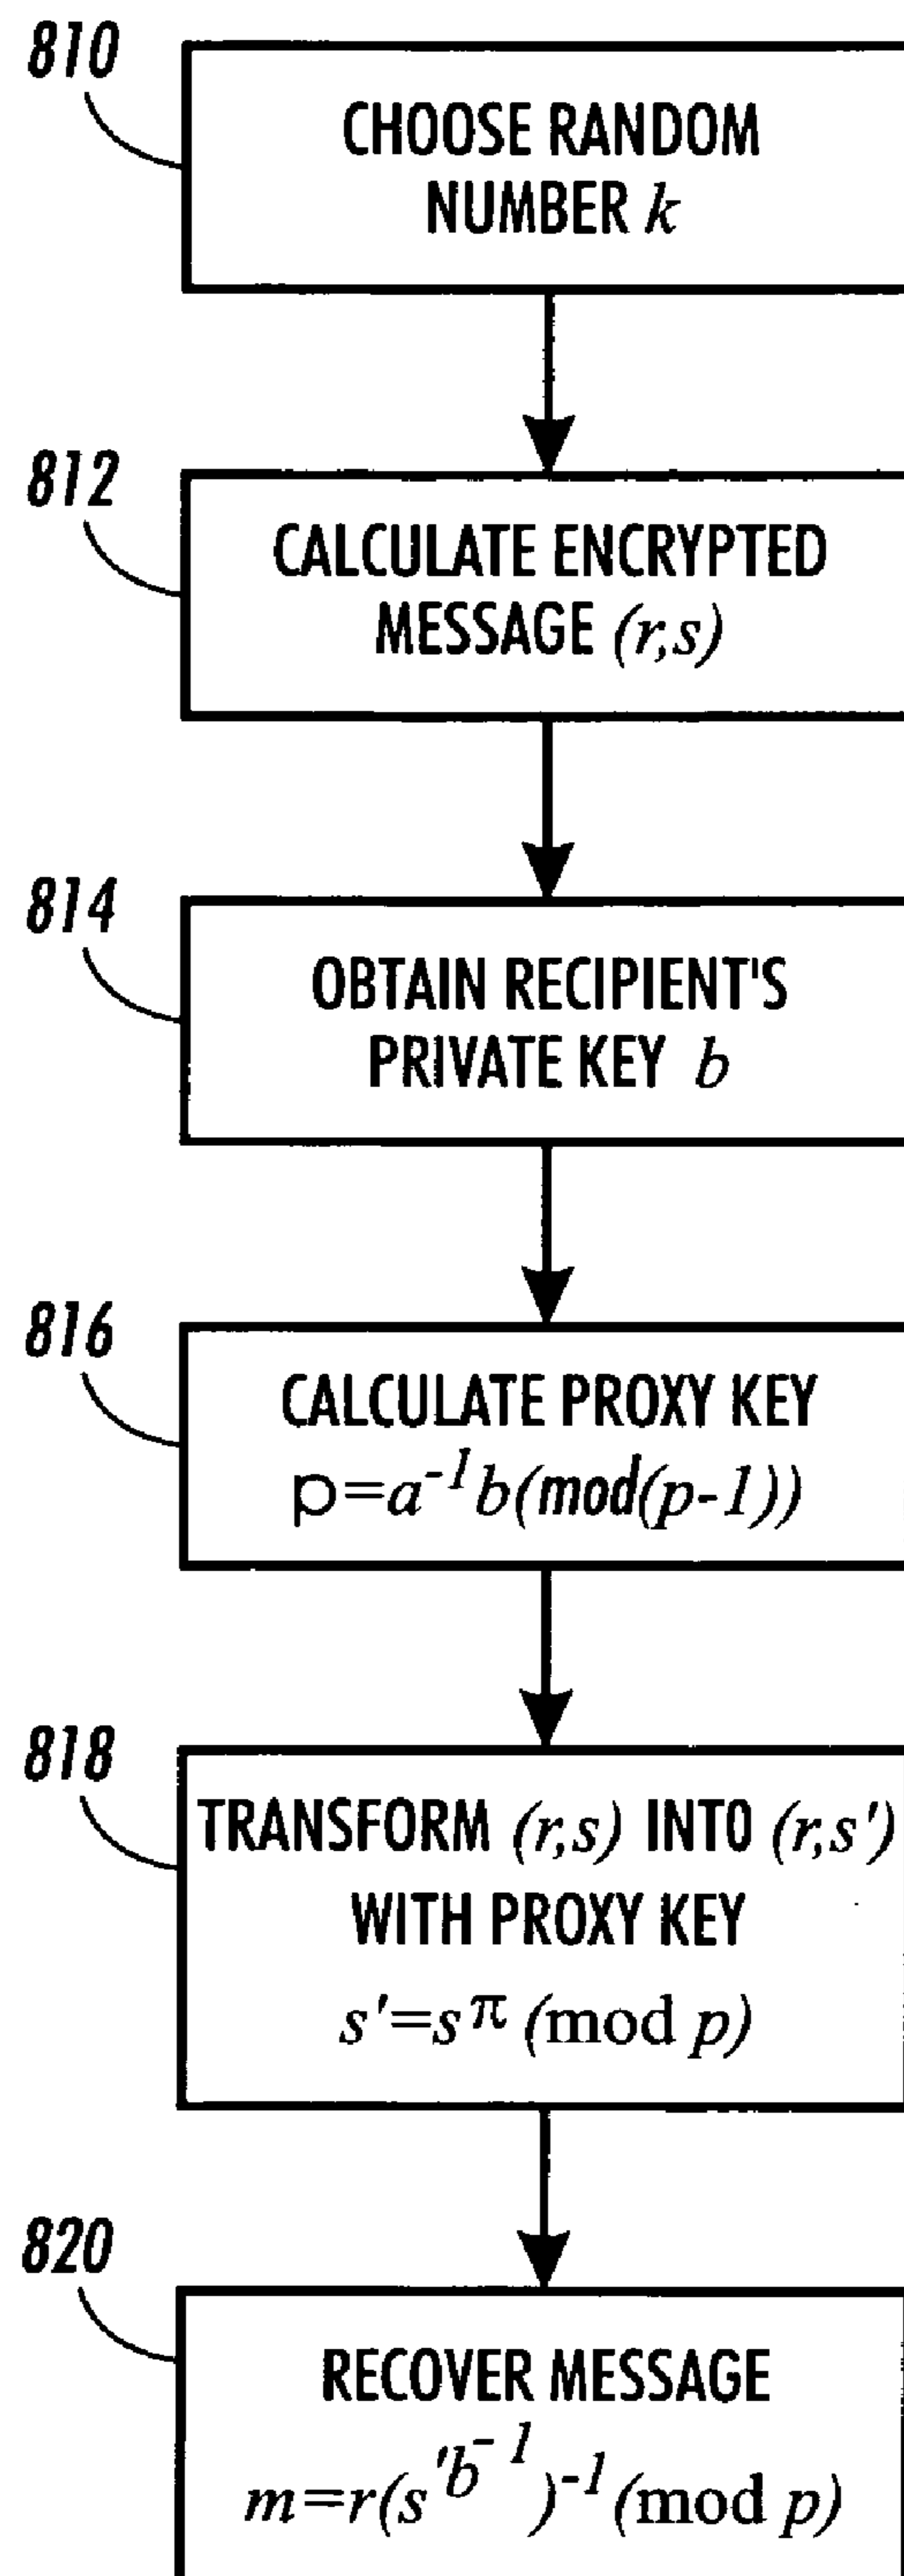 810
CHOOSE RANDOM
NUMBER k
812
CALCULATE ENCRYPTED
MESSAGE (r,s)
814
OBTAIN RECIPIENT'S
PRIVATE KEY b
816
CALCULATE PROXY KEY
p=a⁻¹b(mod(p-1))
818
TRANSFORM (r,s) INTO (r,s')
WITH PROXY KEY
s'=s^π (mod p)
820
RECOVER MESSAGE
m=r(s'^b⁻¹)⁻¹(mod p)